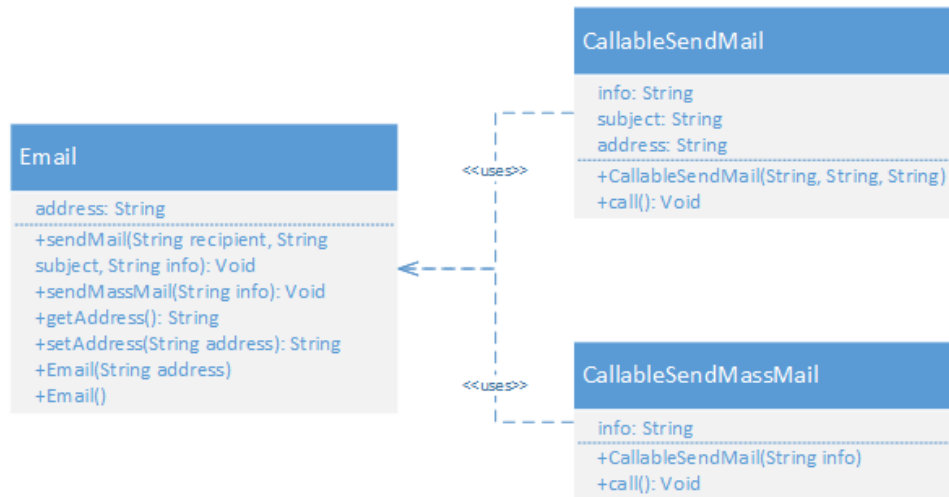 Email
address: String
+sendMail(String recipient, String
subject, String info): Void
+sendMassMail(String info): Void
+getAddress(): String
+setAddress(String address): String
+Email(String address)
+Email()
<<uses>>
<<uses>>
CallableSendMail
info: String
subject: String
address: String
+CallableSendMail(String, String, String)
+call(): Void
CallableSendMassMail
info: String
+CallableSendMail(String info)
+call(): Void